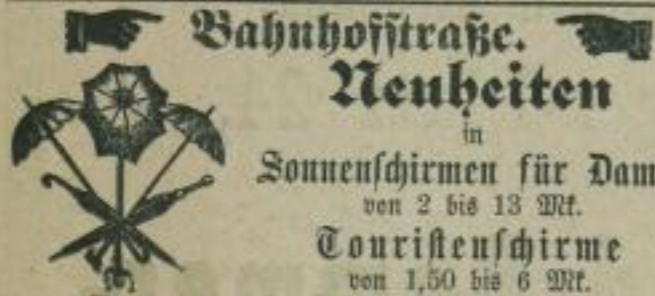 Bahnhofſtraße.
Neuheiten
in
Sonnenſchirmen für Dam
von 2 bis 13 Mk.
Touriſtenſchirme
von 1,50 bis 6 Mk.